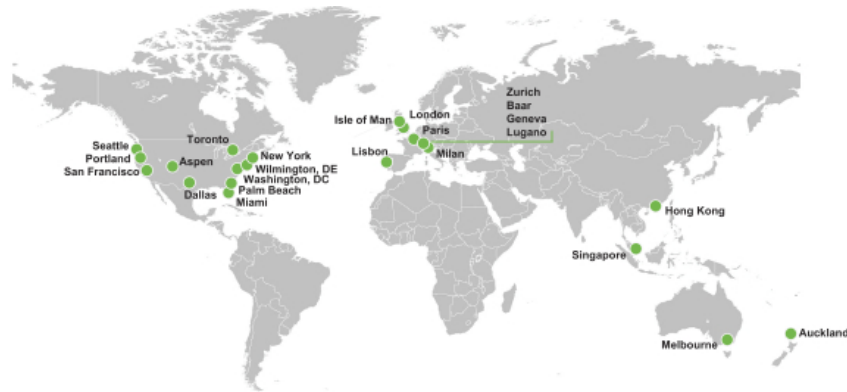 Seattle
Portland
San Francisco
Aspen
Toronto
New York
Wilmington, DE
Washington, DC
Palm Beach
Miami
Dallas
Isle of Man
London
Paris
Lisbon
Milan
Zurich
Baar
Geneva
Lugano
Hong Kong
Singapore
Melbourne
Auckland